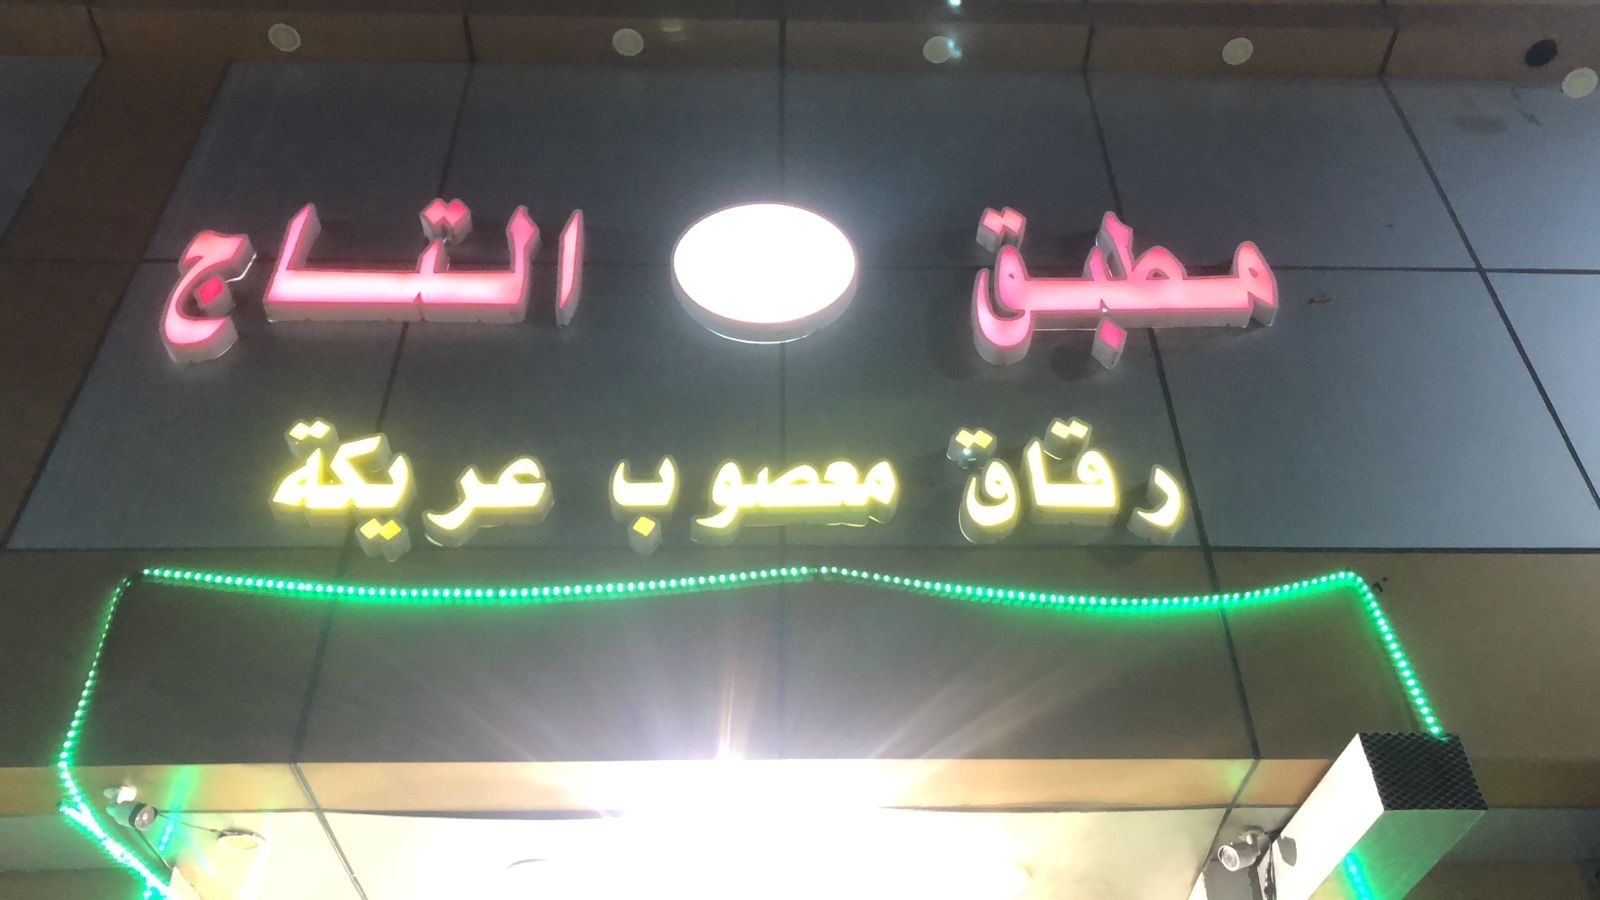 مطبق التاج
رقاق معصوب عريكة